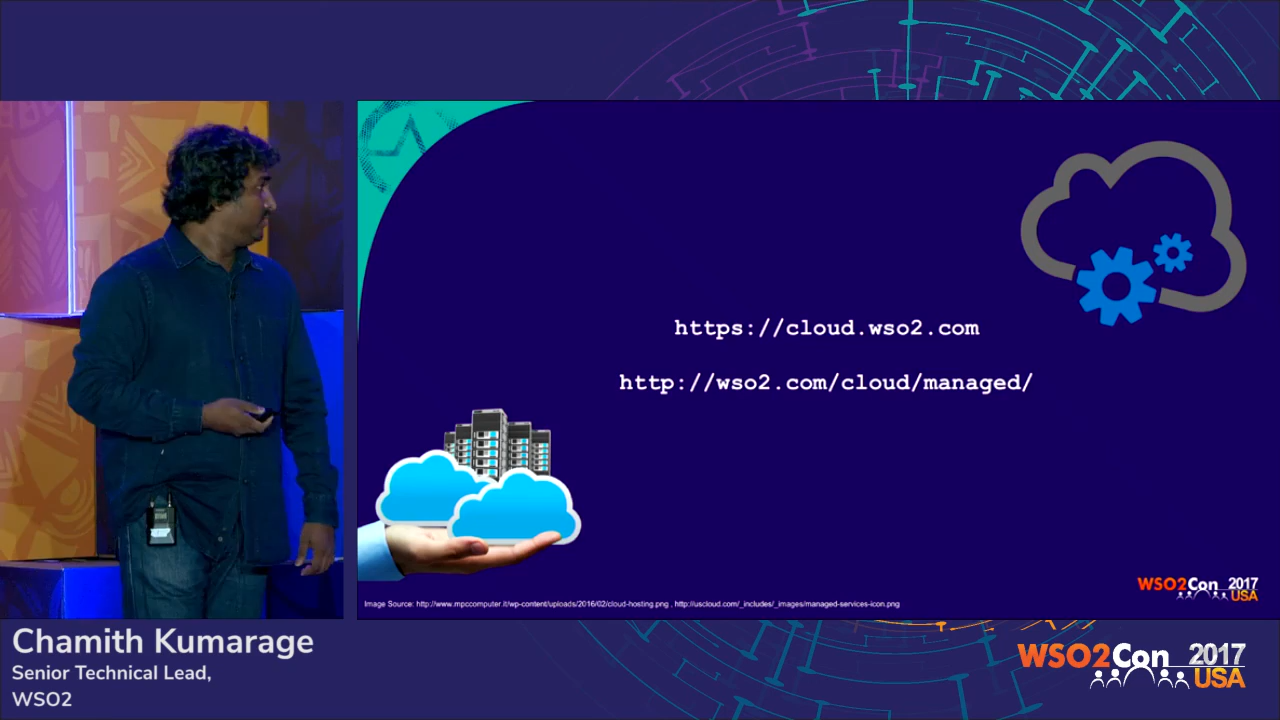 https://cloud.wso2.com
http://wso2.com/cloud/managed/
WSO2Con 2017
USA
Image Source: http://www.mpccomputer.it/wp-content/uploads/2016/02/cloud-hosting.png , http://uscloud.com/_includes/_images/managed-services-icon.png
Chamith Kumarage
Senior Technical Lead,
WSO2
WSO2Con 2017
USA